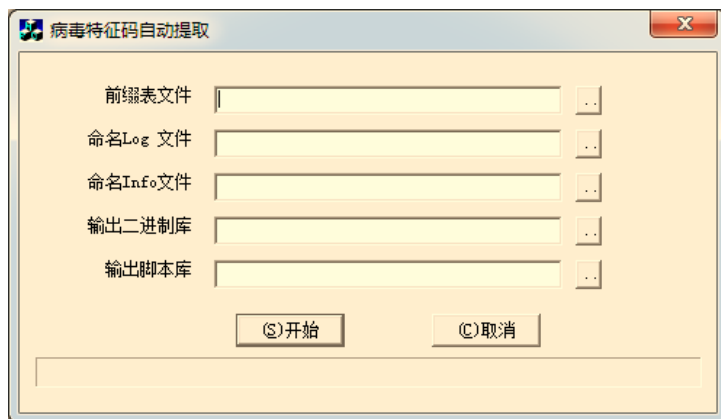 病毒特征码自动提取
前缀表文件 ..
命名Log 文件 ..
命名Info文件 ..
输出二进制库 ..
输出脚本库 ..
(S)开始 (C)取消